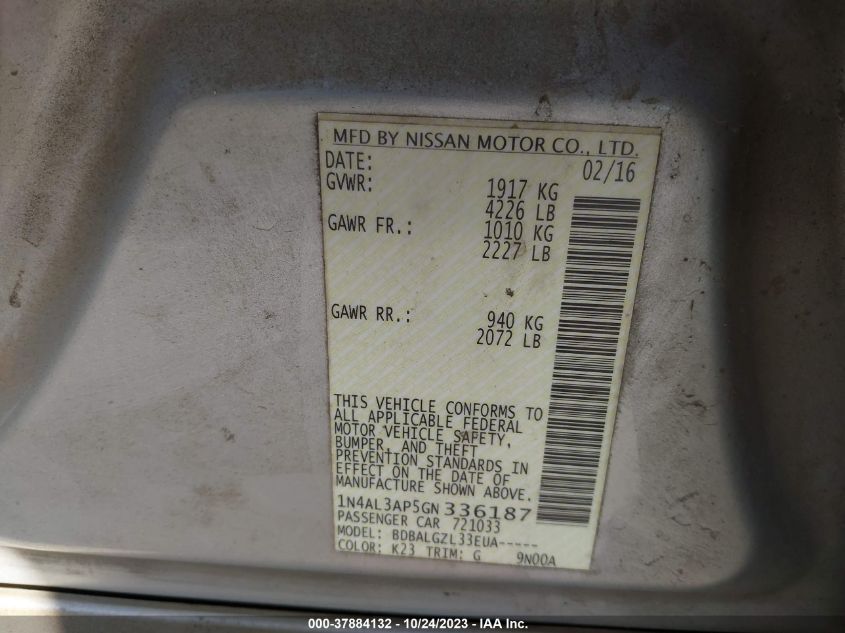 MFD BY NISSAN MOTOR CO., LTD.
DATE: 02/16
GVWR: 1917 KG
4226 LB
GAWR FR.: 1010 KG
2227 LB
GAWR RR.: 940 KG
2072 LB
THIS VEHICLE CONFORMS TO
ALL APPLICABLE FEDERAL
MOTOR VEHICLE SAFETY,
BUMPER, AND THEFT
PREVENTION STANDARDS IN
EFFECT ON THE DATE OF
MANUFACTURE SHOWN ABOVE.
1N4AL3AP5GN336187
PASSENGER CAR 721033
MODEL: BDBALGZL33EUA-----
COLOR: K23 TRIM: G 9N00A
000-37884132 - 10/24/2023 - IAA Inc.